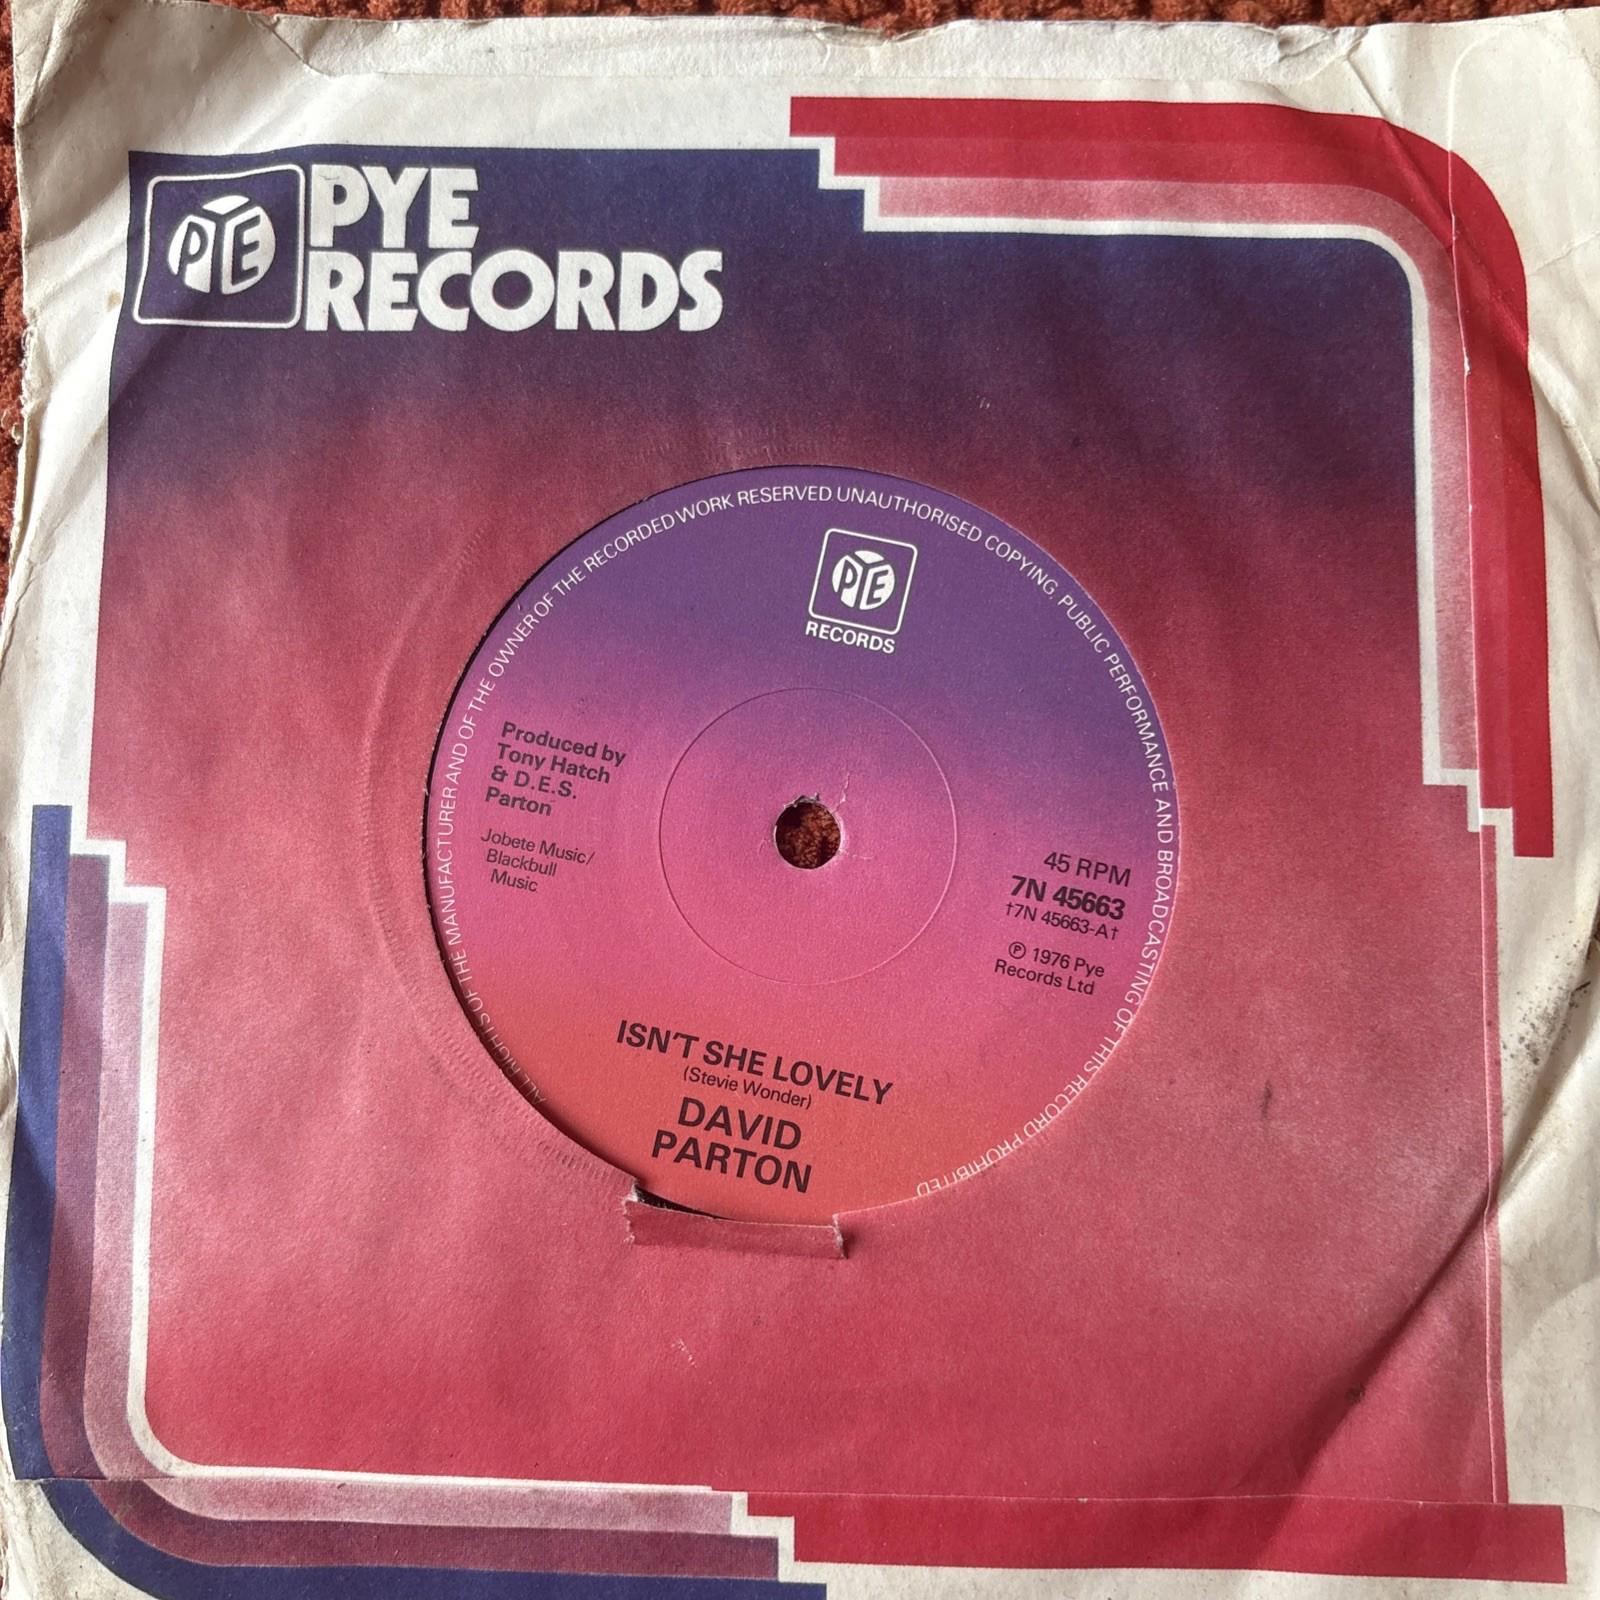 PYE
PYE
RECORDS
ALL RIGHTS OF THE MANUFACTURER AND OF THE OWNER OF THE RECORDED WORK RESERVED UNAUTHORISED COPYING, PUBLIC PERFORMANCE AND BROADCASTING OF THIS RECORD PROHIBITED
PYE
RECORDS
Produced by
Tony Hatch
& D.E.S.
Parton
Jobete Music/
Blackbull
Music
45 RPM
7N 45663
†7N 45663-A†
℗ 1976 Pye
Records Ltd
ISN'T SHE LOVELY
(Stevie Wonder)
DAVID
PARTON